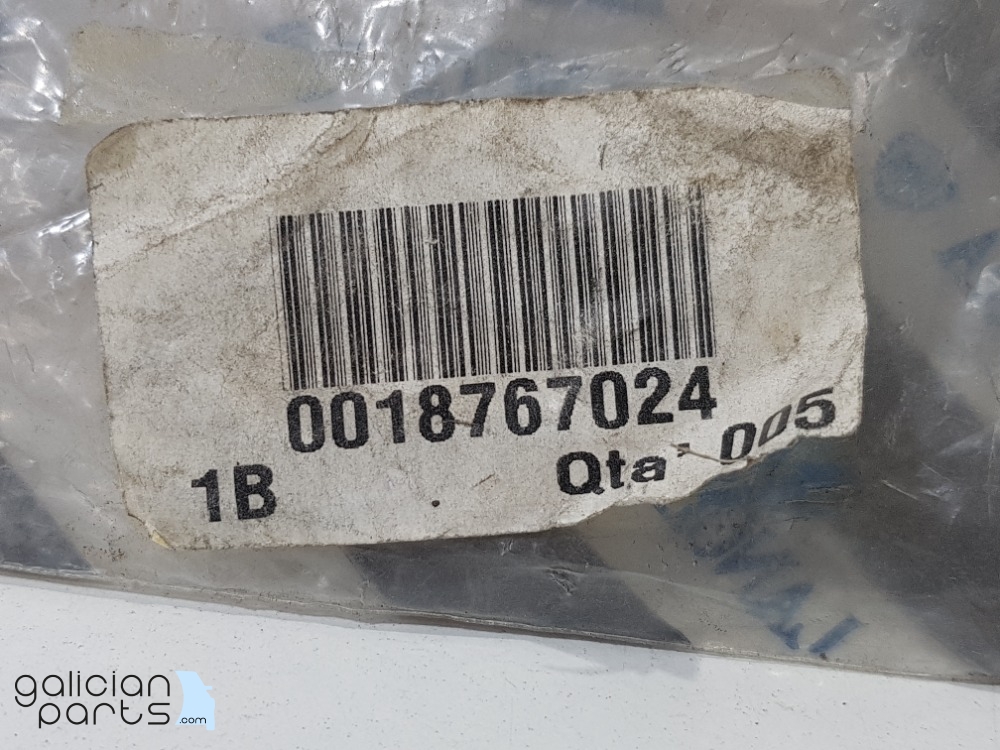 0018767024
1B Qta' 005
galician
parts.com